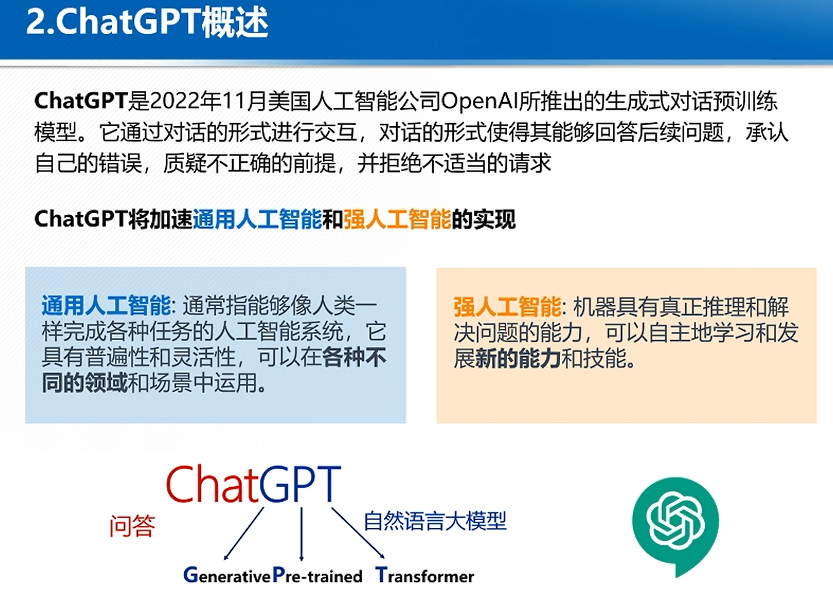 2.ChatGPT概述
ChatGPT是2022年11月美国人工智能公司OpenAI所推出的生成式对话预训练
模型。它通过对话的形式进行交互，对话的形式使得其能够回答后续问题，承认
自己的错误，质疑不正确的前提，并拒绝不适当的请求
ChatGPT将加速通用人工智能和强人工智能的实现
通用人工智能: 通常指能够像人类一
样完成各种任务的人工智能系统，它
具有普遍性和灵活性，可以在各种不
同的领域和场景中运用。
强人工智能: 机器具有真正推理和解
决问题的能力，可以自主地学习和发
展新的能力和技能。
ChatGPT
问答
自然语言大模型
Generative Pre-trained Transformer